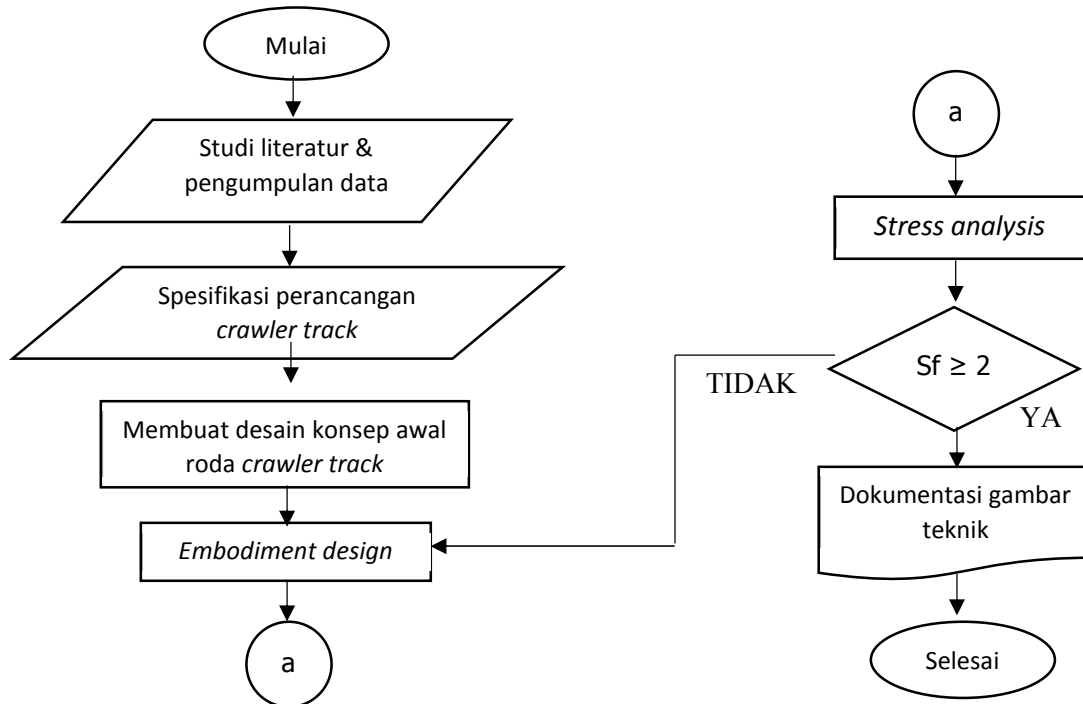 Mulai
Studi literatur &
pengumpulan data
Spesifikasi perancangan
crawler track
Membuat desain konsep awal
roda crawler track
Embodiment design
a
a
Stress analysis
Sf ≥ 2
TIDAK
YA
Dokumentasi gambar
teknik
Selesai